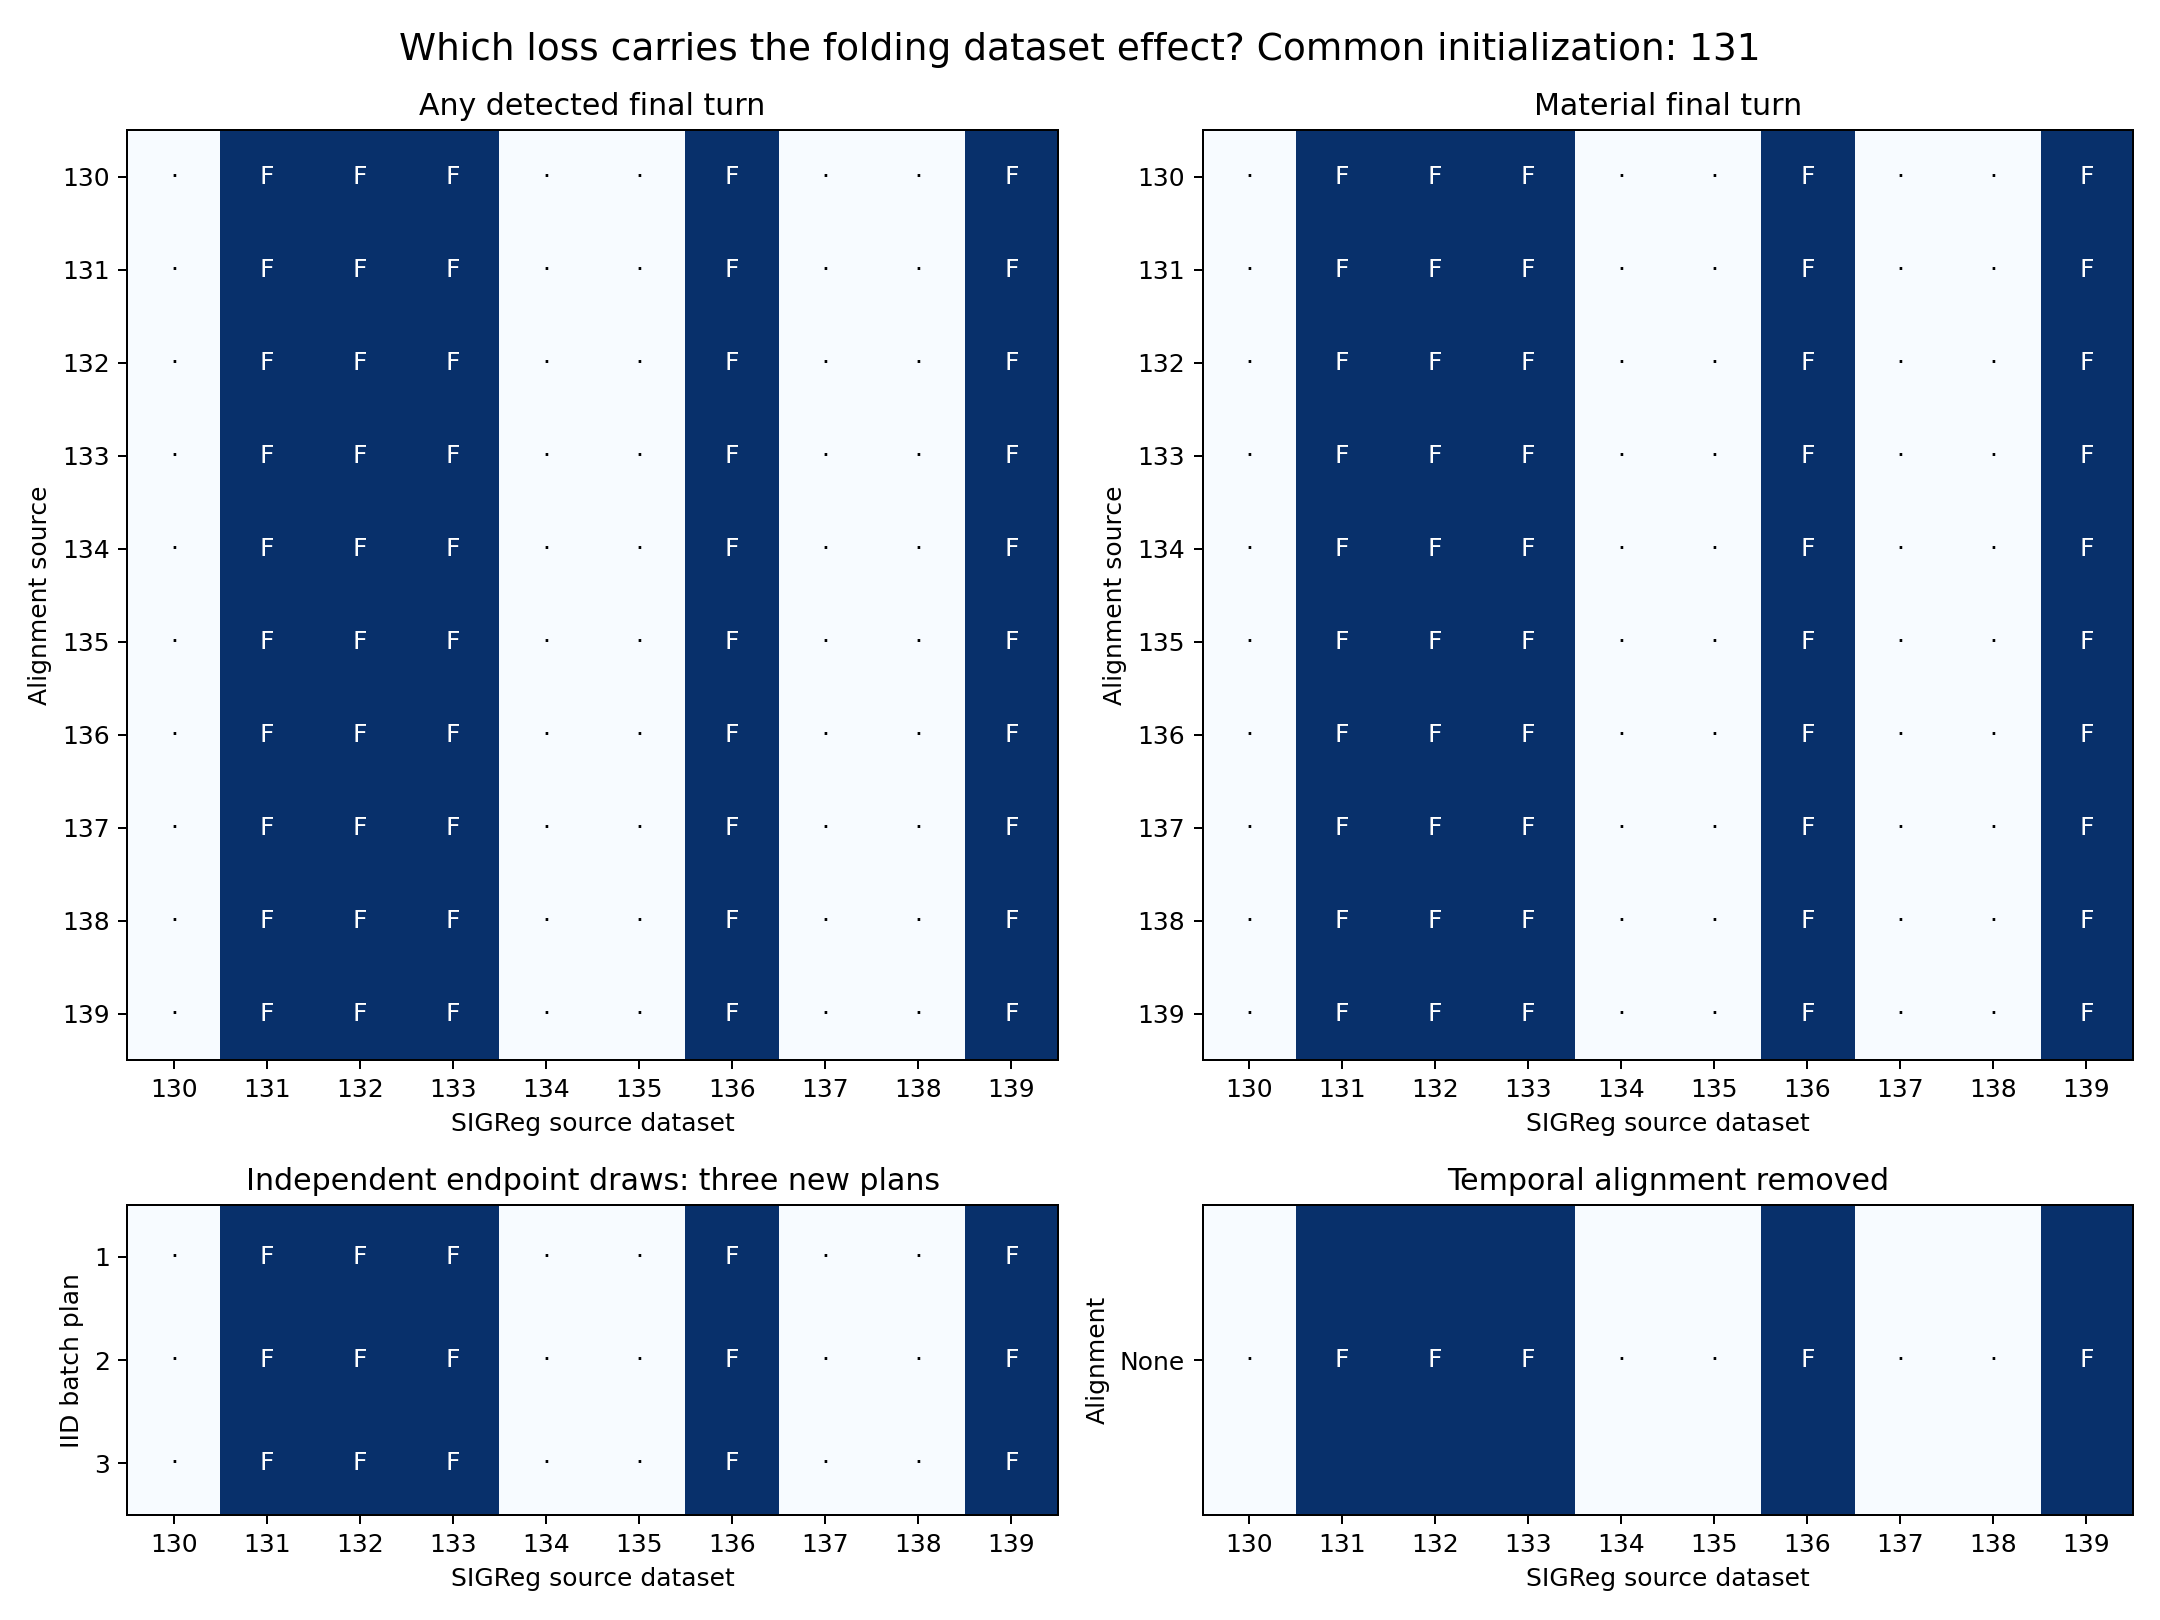 Which loss carries the folding dataset effect? Common initialization: 131
Any detected final turn
Alignment source
130 · F F F · · F · · F
131 · F F F · · F · · F
132 · F F F · · F · · F
133 · F F F · · F · · F
134 · F F F · · F · · F
135 · F F F · · F · · F
136 · F F F · · F · · F
137 · F F F · · F · · F
138 · F F F · · F · · F
139 · F F F · · F · · F
130 131 132 133 134 135 136 137 138 139
SIGReg source dataset
Material final turn
Alignment source
130 · F F F · · F · · F
131 · F F F · · F · · F
132 · F F F · · F · · F
133 · F F F · · F · · F
134 · F F F · · F · · F
135 · F F F · · F · · F
136 · F F F · · F · · F
137 · F F F · · F · · F
138 · F F F · · F · · F
139 · F F F · · F · · F
130 131 132 133 134 135 136 137 138 139
SIGReg source dataset
Independent endpoint draws: three new plans
IID batch plan
1 · F F F · · F · · F
2 · F F F · · F · · F
3 · F F F · · F · · F
130 131 132 133 134 135 136 137 138 139
SIGReg source dataset
Temporal alignment removed
Alignment
None · F F F · · F · · F
130 131 132 133 134 135 136 137 138 139
SIGReg source dataset